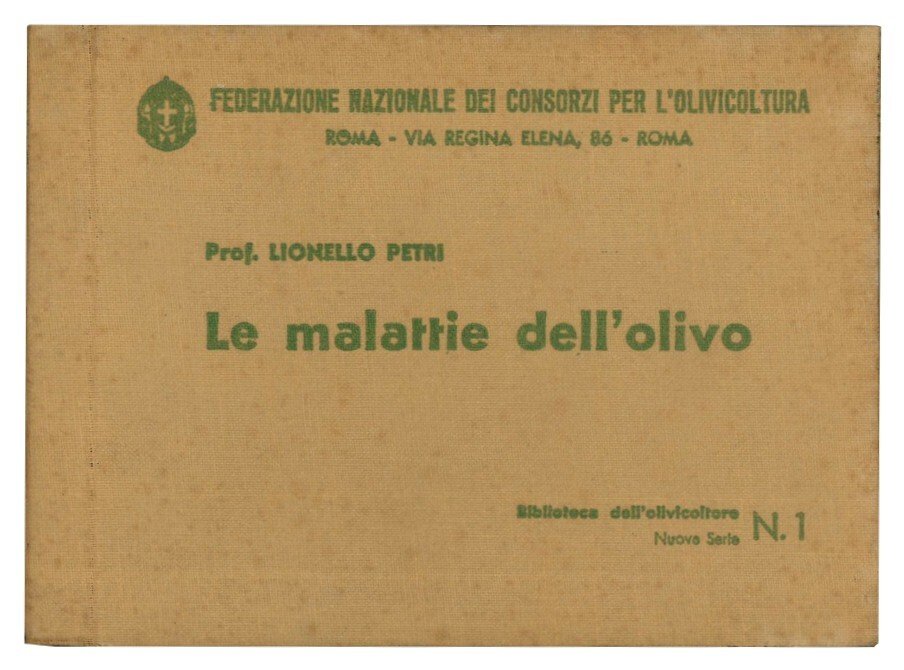 FEDERAZIONE NAZIONALE DEI CONSORZI PER L'OLIVICOLTURA
ROMA - VIA REGINA ELENA, 86 - ROMA
Prof. LIONELLO PETRI
Le malattie dell'olivo
Biblioteca dell'olivicoltore
Nuova Serie N. 1